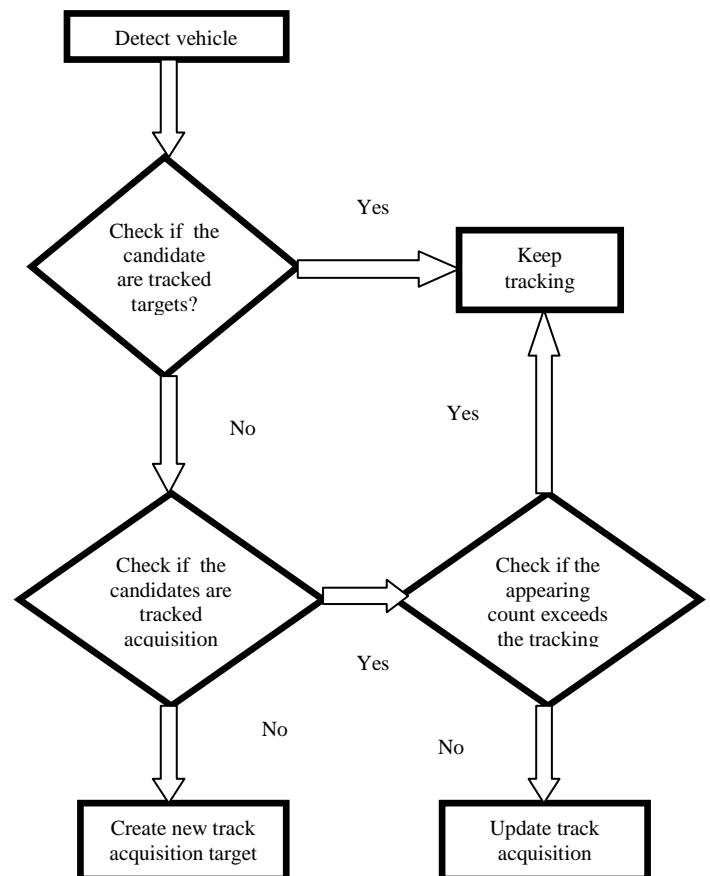 Detect vehicle
Check if the
candidate
are tracked
targets?
Yes
Keep
tracking
No
Yes
Check if the
candidates are
tracked
acquisition
Yes
Check if the
appearing
count exceeds
the tracking
No
No
Create new track
acquisition target
Update track
acquisition